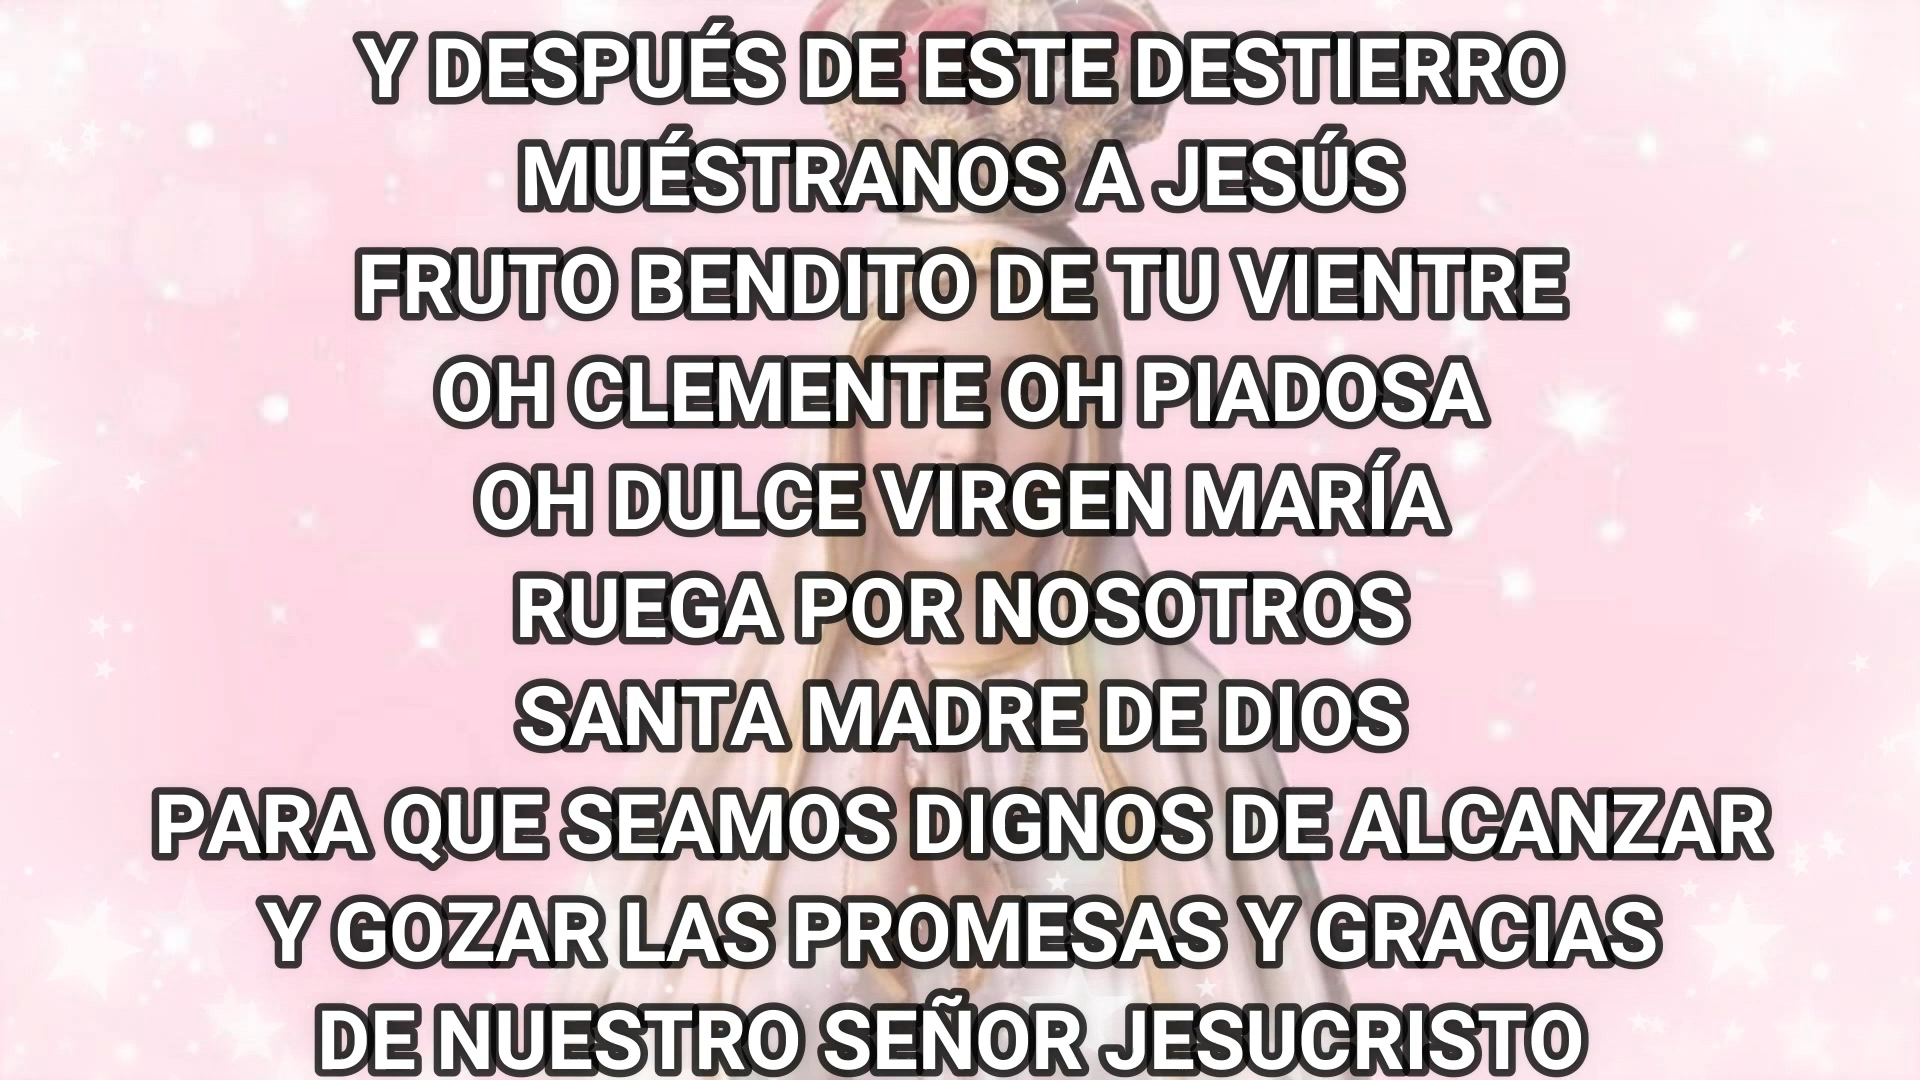 Y DESPUÉS DE ESTE DESTIERRO
MUÉSTRANOS A JESÚS
FRUTO BENDITO DE TU VIENTRE
OH CLEMENTE OH PIADOSA
OH DULCE VIRGEN MARÍA
RUEGA POR NOSOTROS
SANTA MADRE DE DIOS
PARA QUE SEAMOS DIGNOS DE ALCANZAR
Y GOZAR LAS PROMESAS Y GRACIAS
DE NUESTRO SEÑOR JESUCRISTO